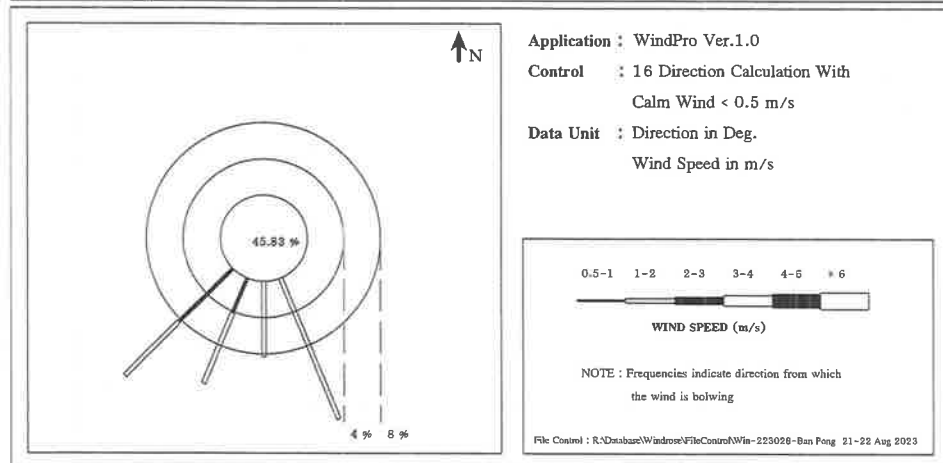 N
45.83 %
4 % 8 %
Application : WindPro Ver.1.0
Control : 16 Direction Calculation With
Calm Wind < 0.5 m/s
Data Unit : Direction in Deg.
Wind Speed in m/s
0.5-1 1-2 2-3 3-4 4-5 6
WIND SPEED (m/s)
NOTE : Frequencies indicate direction from which
the wind is bolwing
File Control : R:\Database\Windrose\FileControl\Win-223026-Ban Pong 21-22 Aug 2023